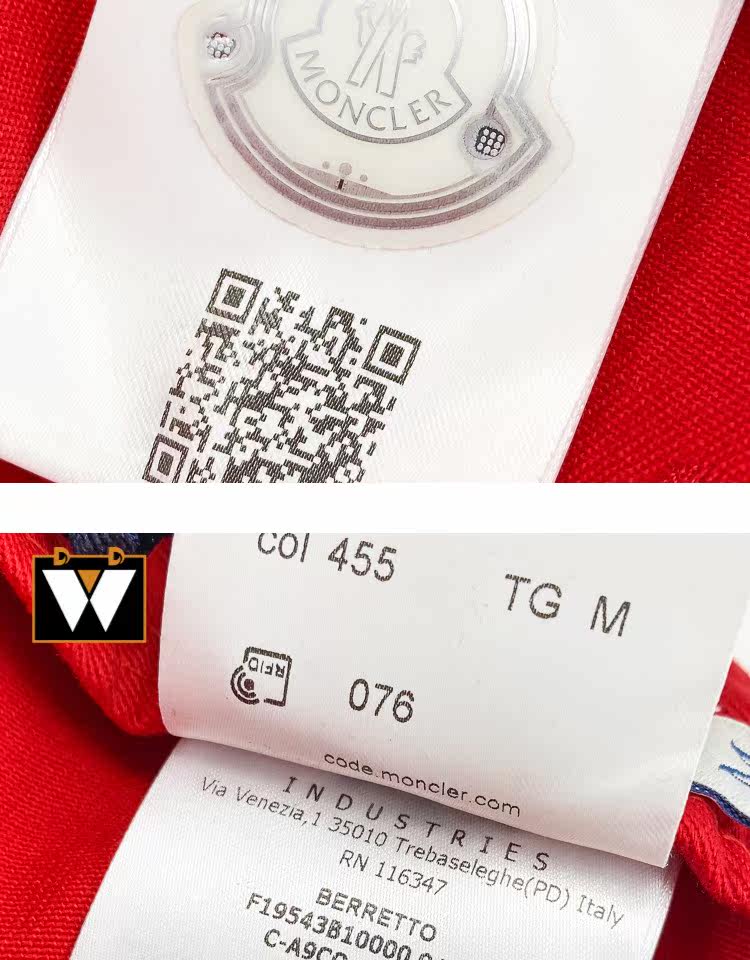 MONCLER
W
col 455
TG M
RFID
076
code.moncler.com
INDUSTRIES
Via Venezia,1 35010 Trebaseleghe(PD) Italy
RN 116347
BERRETTO
F19543B10000